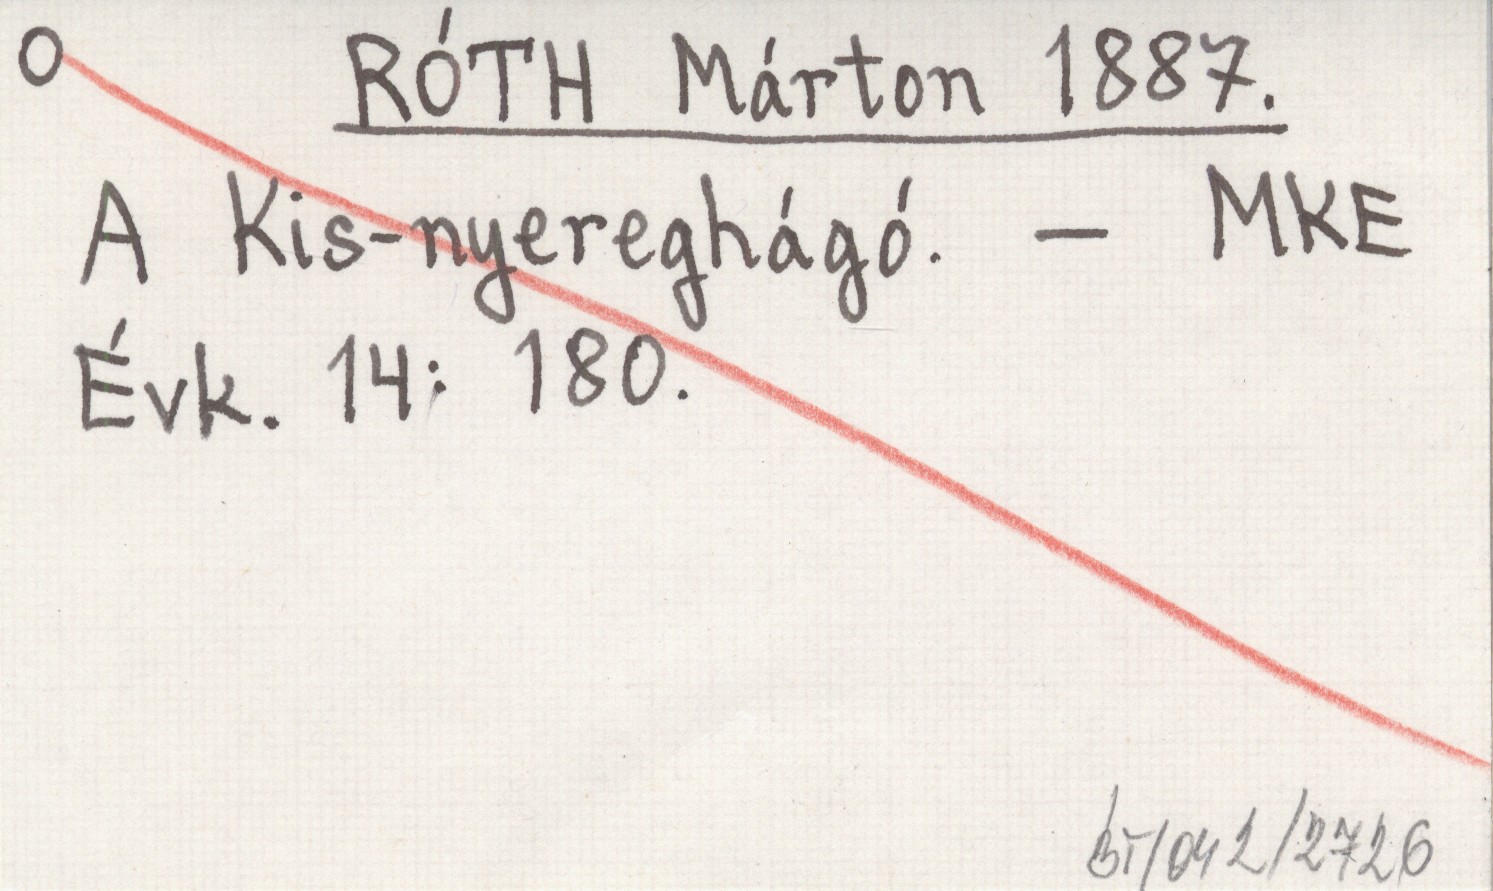 O
RÓTH Márton 1887.
A Kis-nyereghágó. – MKE
Évk. 14: 180.
BT/042/2726